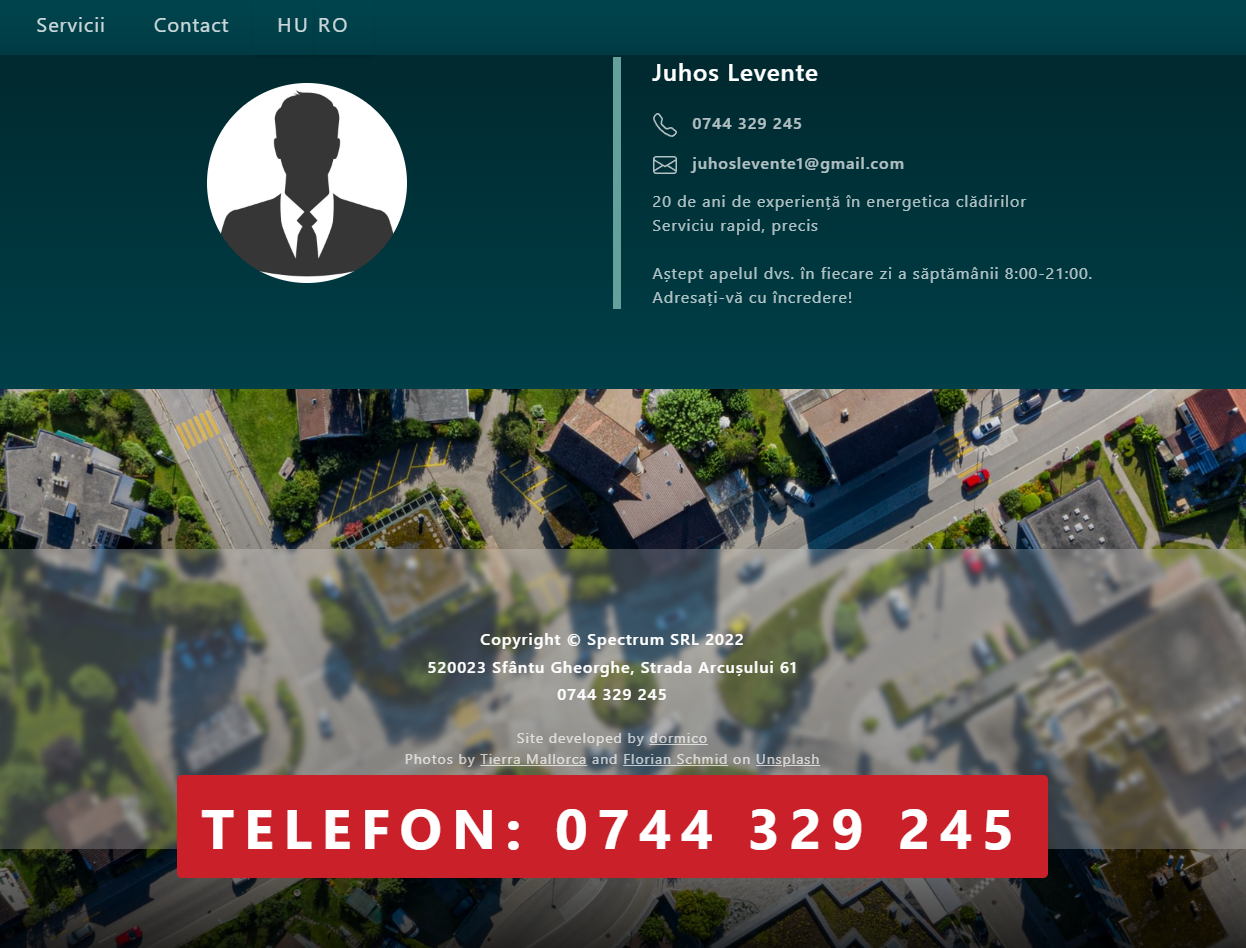 Servicii Contact HU RO
Juhos Levente
0744 329 245
juhoslevente1@gmail.com
20 de ani de experiență în energetica clădirilor
Serviciu rapid, precis
Aștept apelul dvs. în fiecare zi a săptămânii 8:00-21:00.
Adresați-vă cu încredere!
Copyright © Spectrum SRL 2022
520023 Sfântu Gheorghe, Strada Arcușului 61
0744 329 245
Site developed by dormico
Photos by Tierra Mallorca and Florian Schmid on Unsplash
TELEFON: 0744 329 245